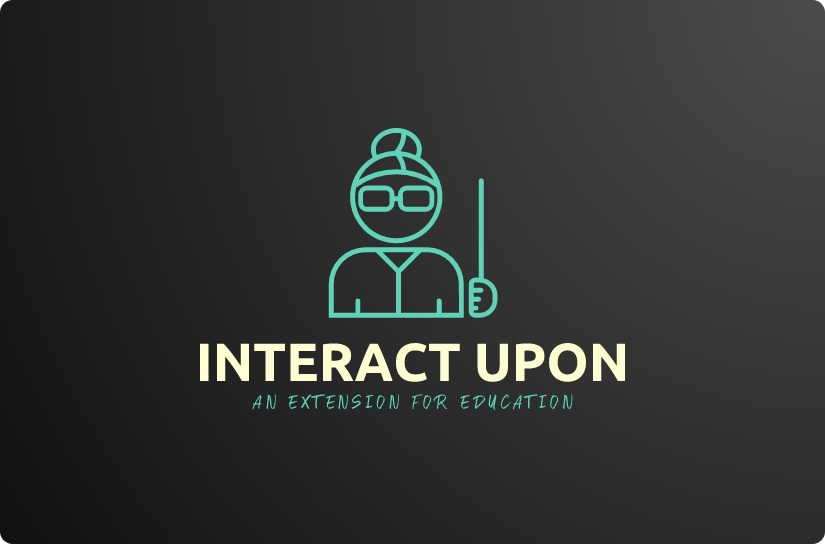 INTERACT UPON
AN EXTENSION FOR EDUCATION